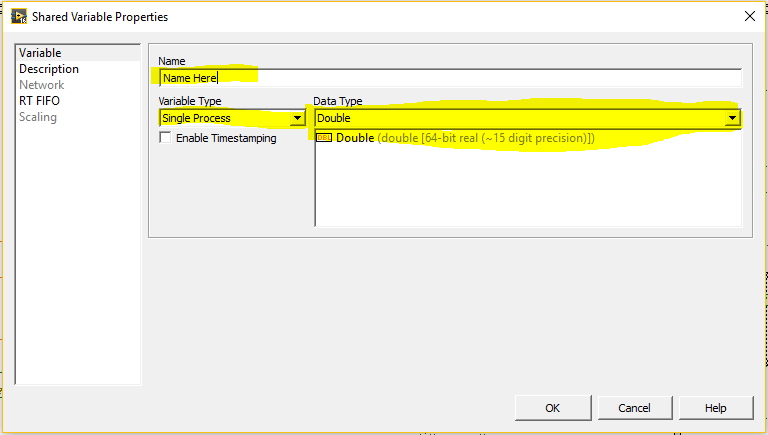 Shared Variable Properties
Variable
Description
Network
RT FIFO
Scaling
Name
Name Here
Variable Type
Data Type
Single Process
Double
Enable Timestamping
DBL Double (double [64-bit real (~15 digit precision)])
OK
Cancel
Help